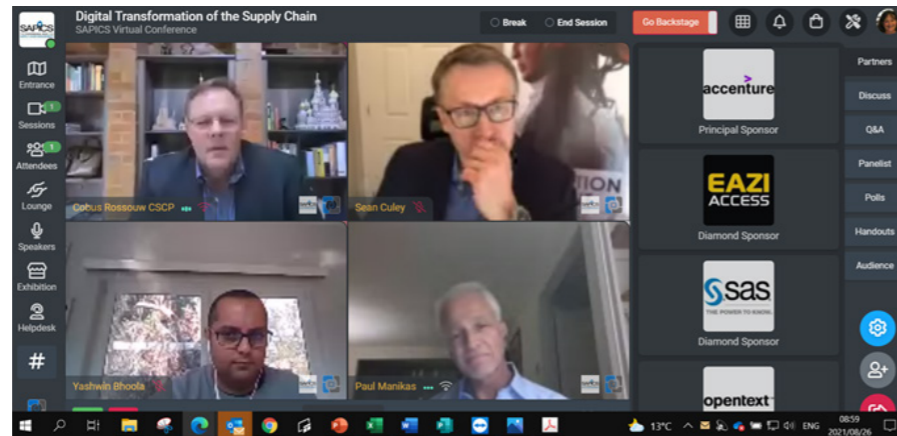 SAPICS
Digital Transformation of the Supply Chain
SAPICS Virtual Conference
Break
End Session
Go Backstage
Entrance
Sessions
1
Attendees
1
Lounge
Speakers
Exhibition
Helpdesk
#
Cobus Rossouw CSCP
Sean Culey
TION
Yashwin Bhoola
Paul Manikas
accenture
Principal Sponsor
EAZI
ACCESS
Diamond Sponsor
sas
THE POWER TO KNOW.
Diamond Sponsor
opentext
Partners
Discuss
Q&A
Panelist
Polls
Handouts
Audience
13°C
ENG
08:59
2021/08/26